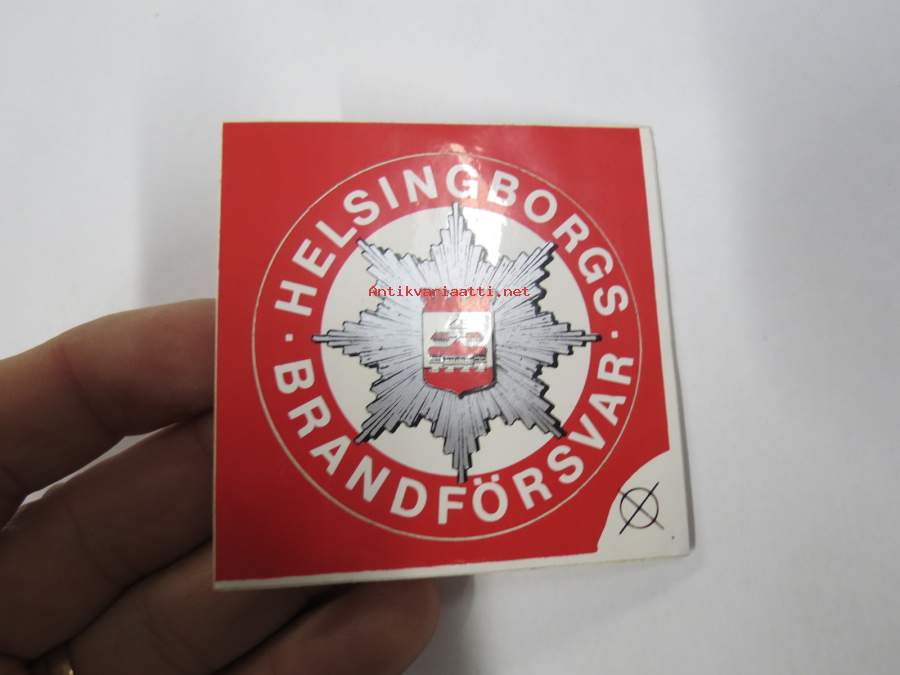 · HELSINGBORGS ·
BRANDFÖRSVAR
Antikvariaatti.net